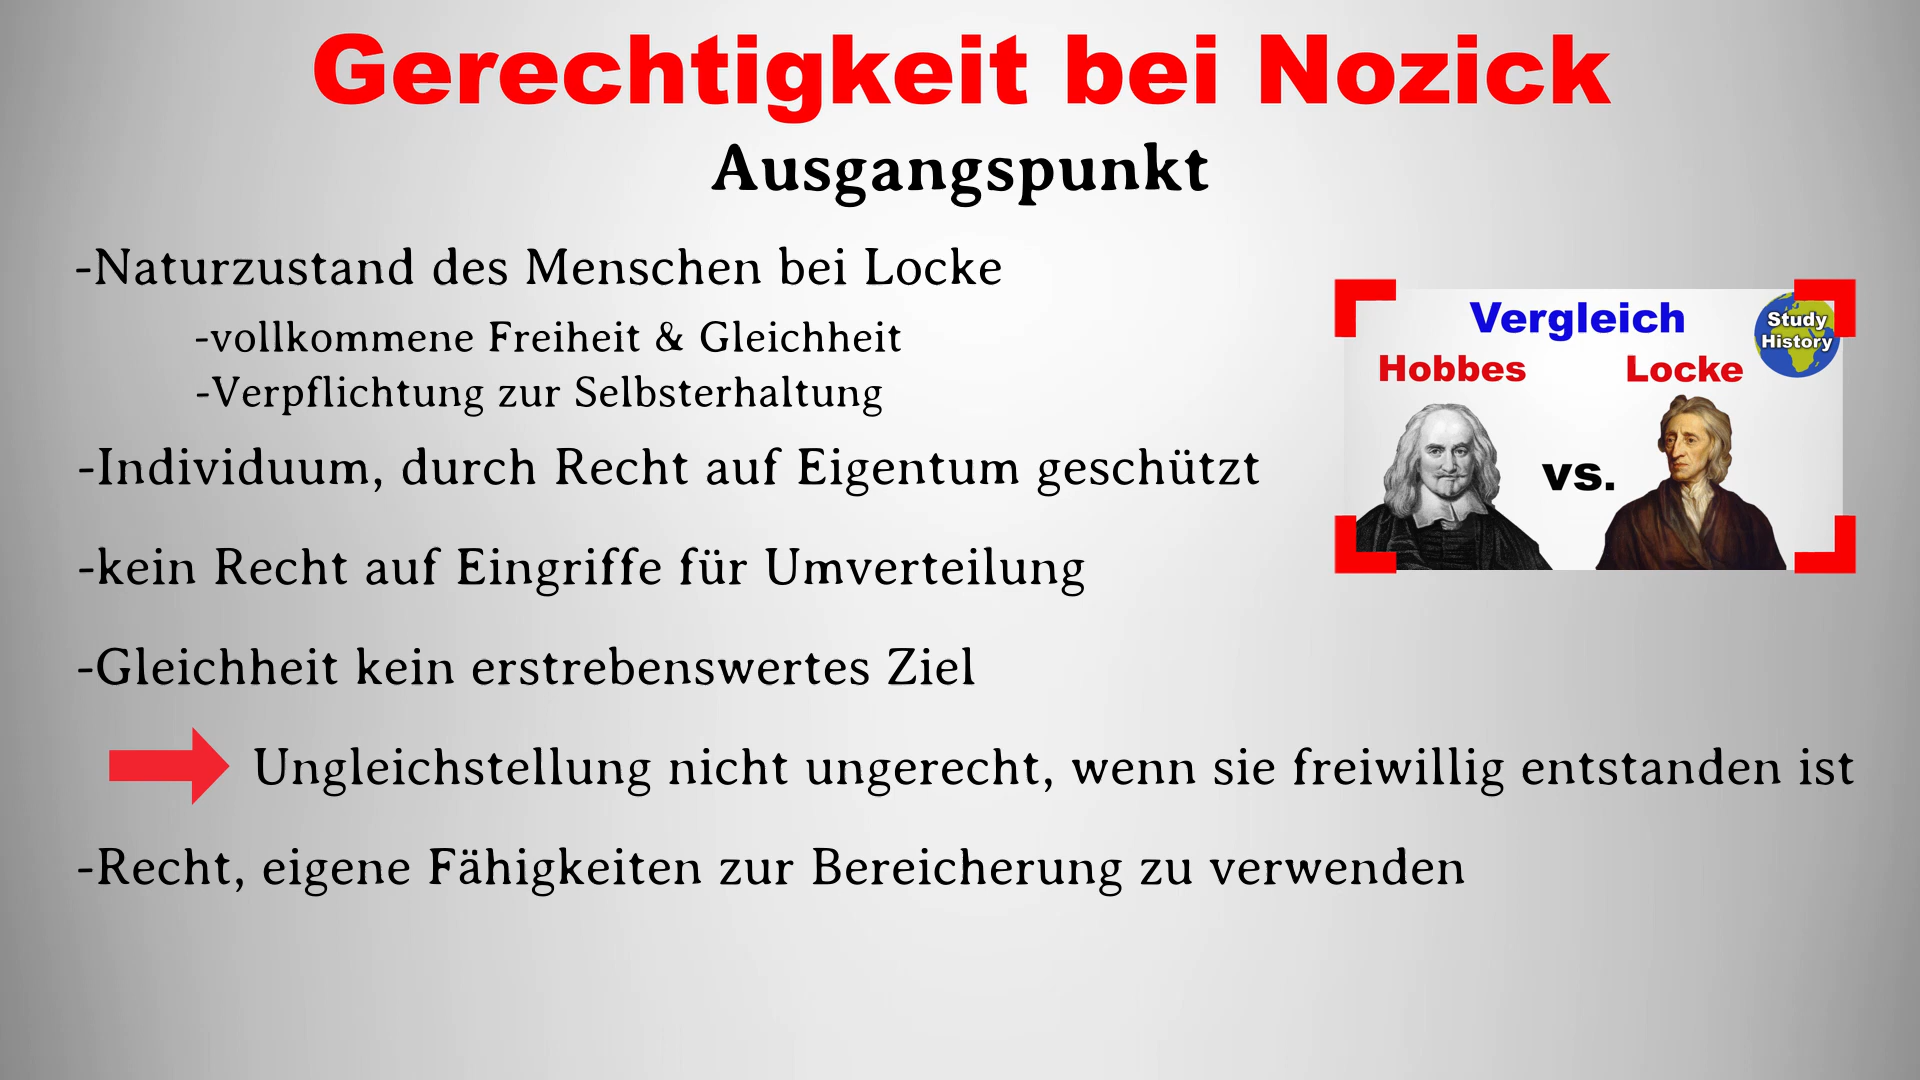 Gerechtigkeit bei Nozick
Ausgangspunkt
-Naturzustand des Menschen bei Locke
-vollkommene Freiheit & Gleichheit
-Verpflichtung zur Selbsterhaltung
-Individuum, durch Recht auf Eigentum geschützt
-kein Recht auf Eingriffe für Umverteilung
-Gleichheit kein erstrebenswertes Ziel
Ungleichstellung nicht ungerecht, wenn sie freiwillig entstanden ist
-Recht, eigene Fähigkeiten zur Bereicherung zu verwenden
Vergleich
Study
History
Hobbes Locke
vs.